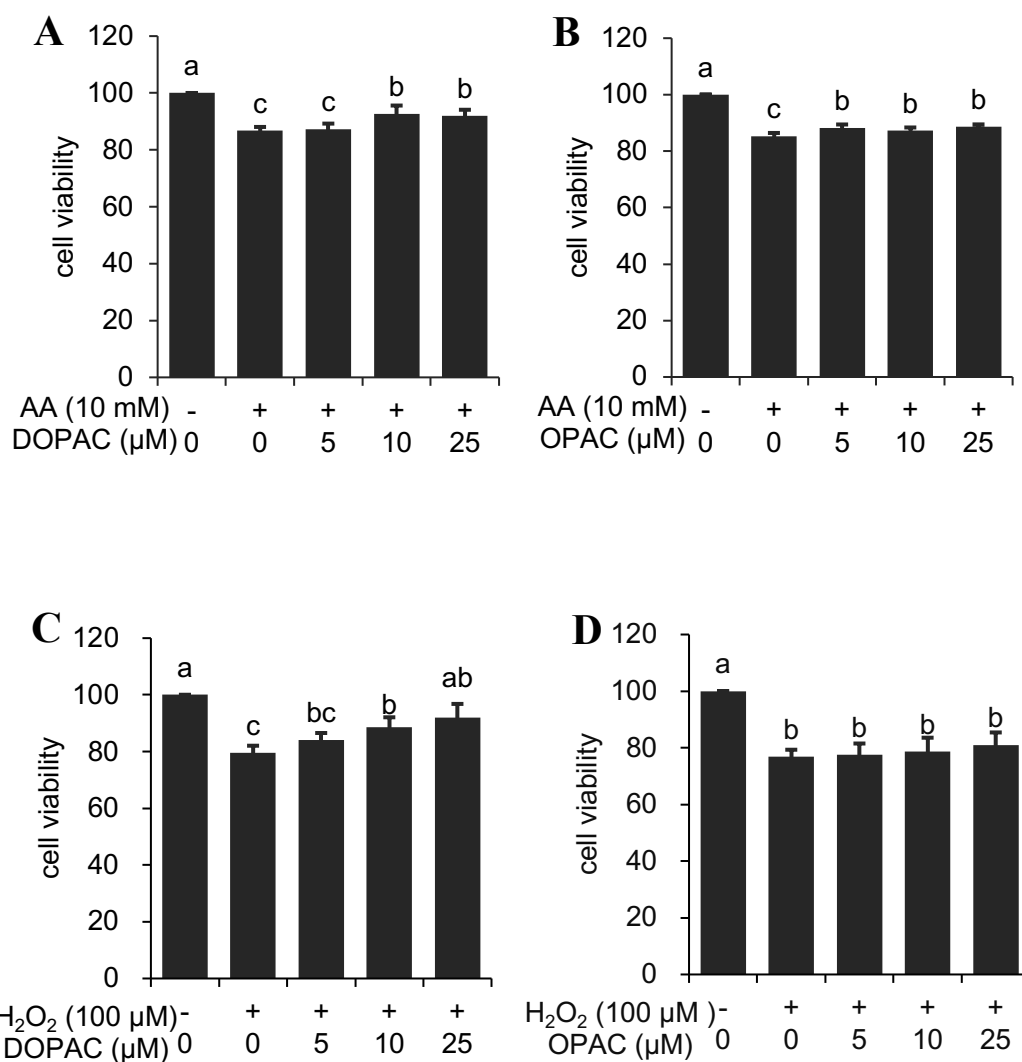 A
120
100
80
60
40
20
0
cell viability
a c c b b
AA (10 mM) - + + + +
DOPAC (µM) 0 0 5 10 25
B
120
100
80
60
40
20
0
cell viability
a c b b b
AA (10 mM) - + + + +
OPAC (µM) 0 0 5 10 25
C
120
100
80
60
40
20
0
cell viability
a c bc b ab
H₂O₂ (100 µM)- + + + +
DOPAC (µM) 0 0 5 10 25
D
120
100
80
60
40
20
0
cell viability
a b b b b
H₂O₂ (100 µM )- + + + +
OPAC (µM) 0 0 5 10 25